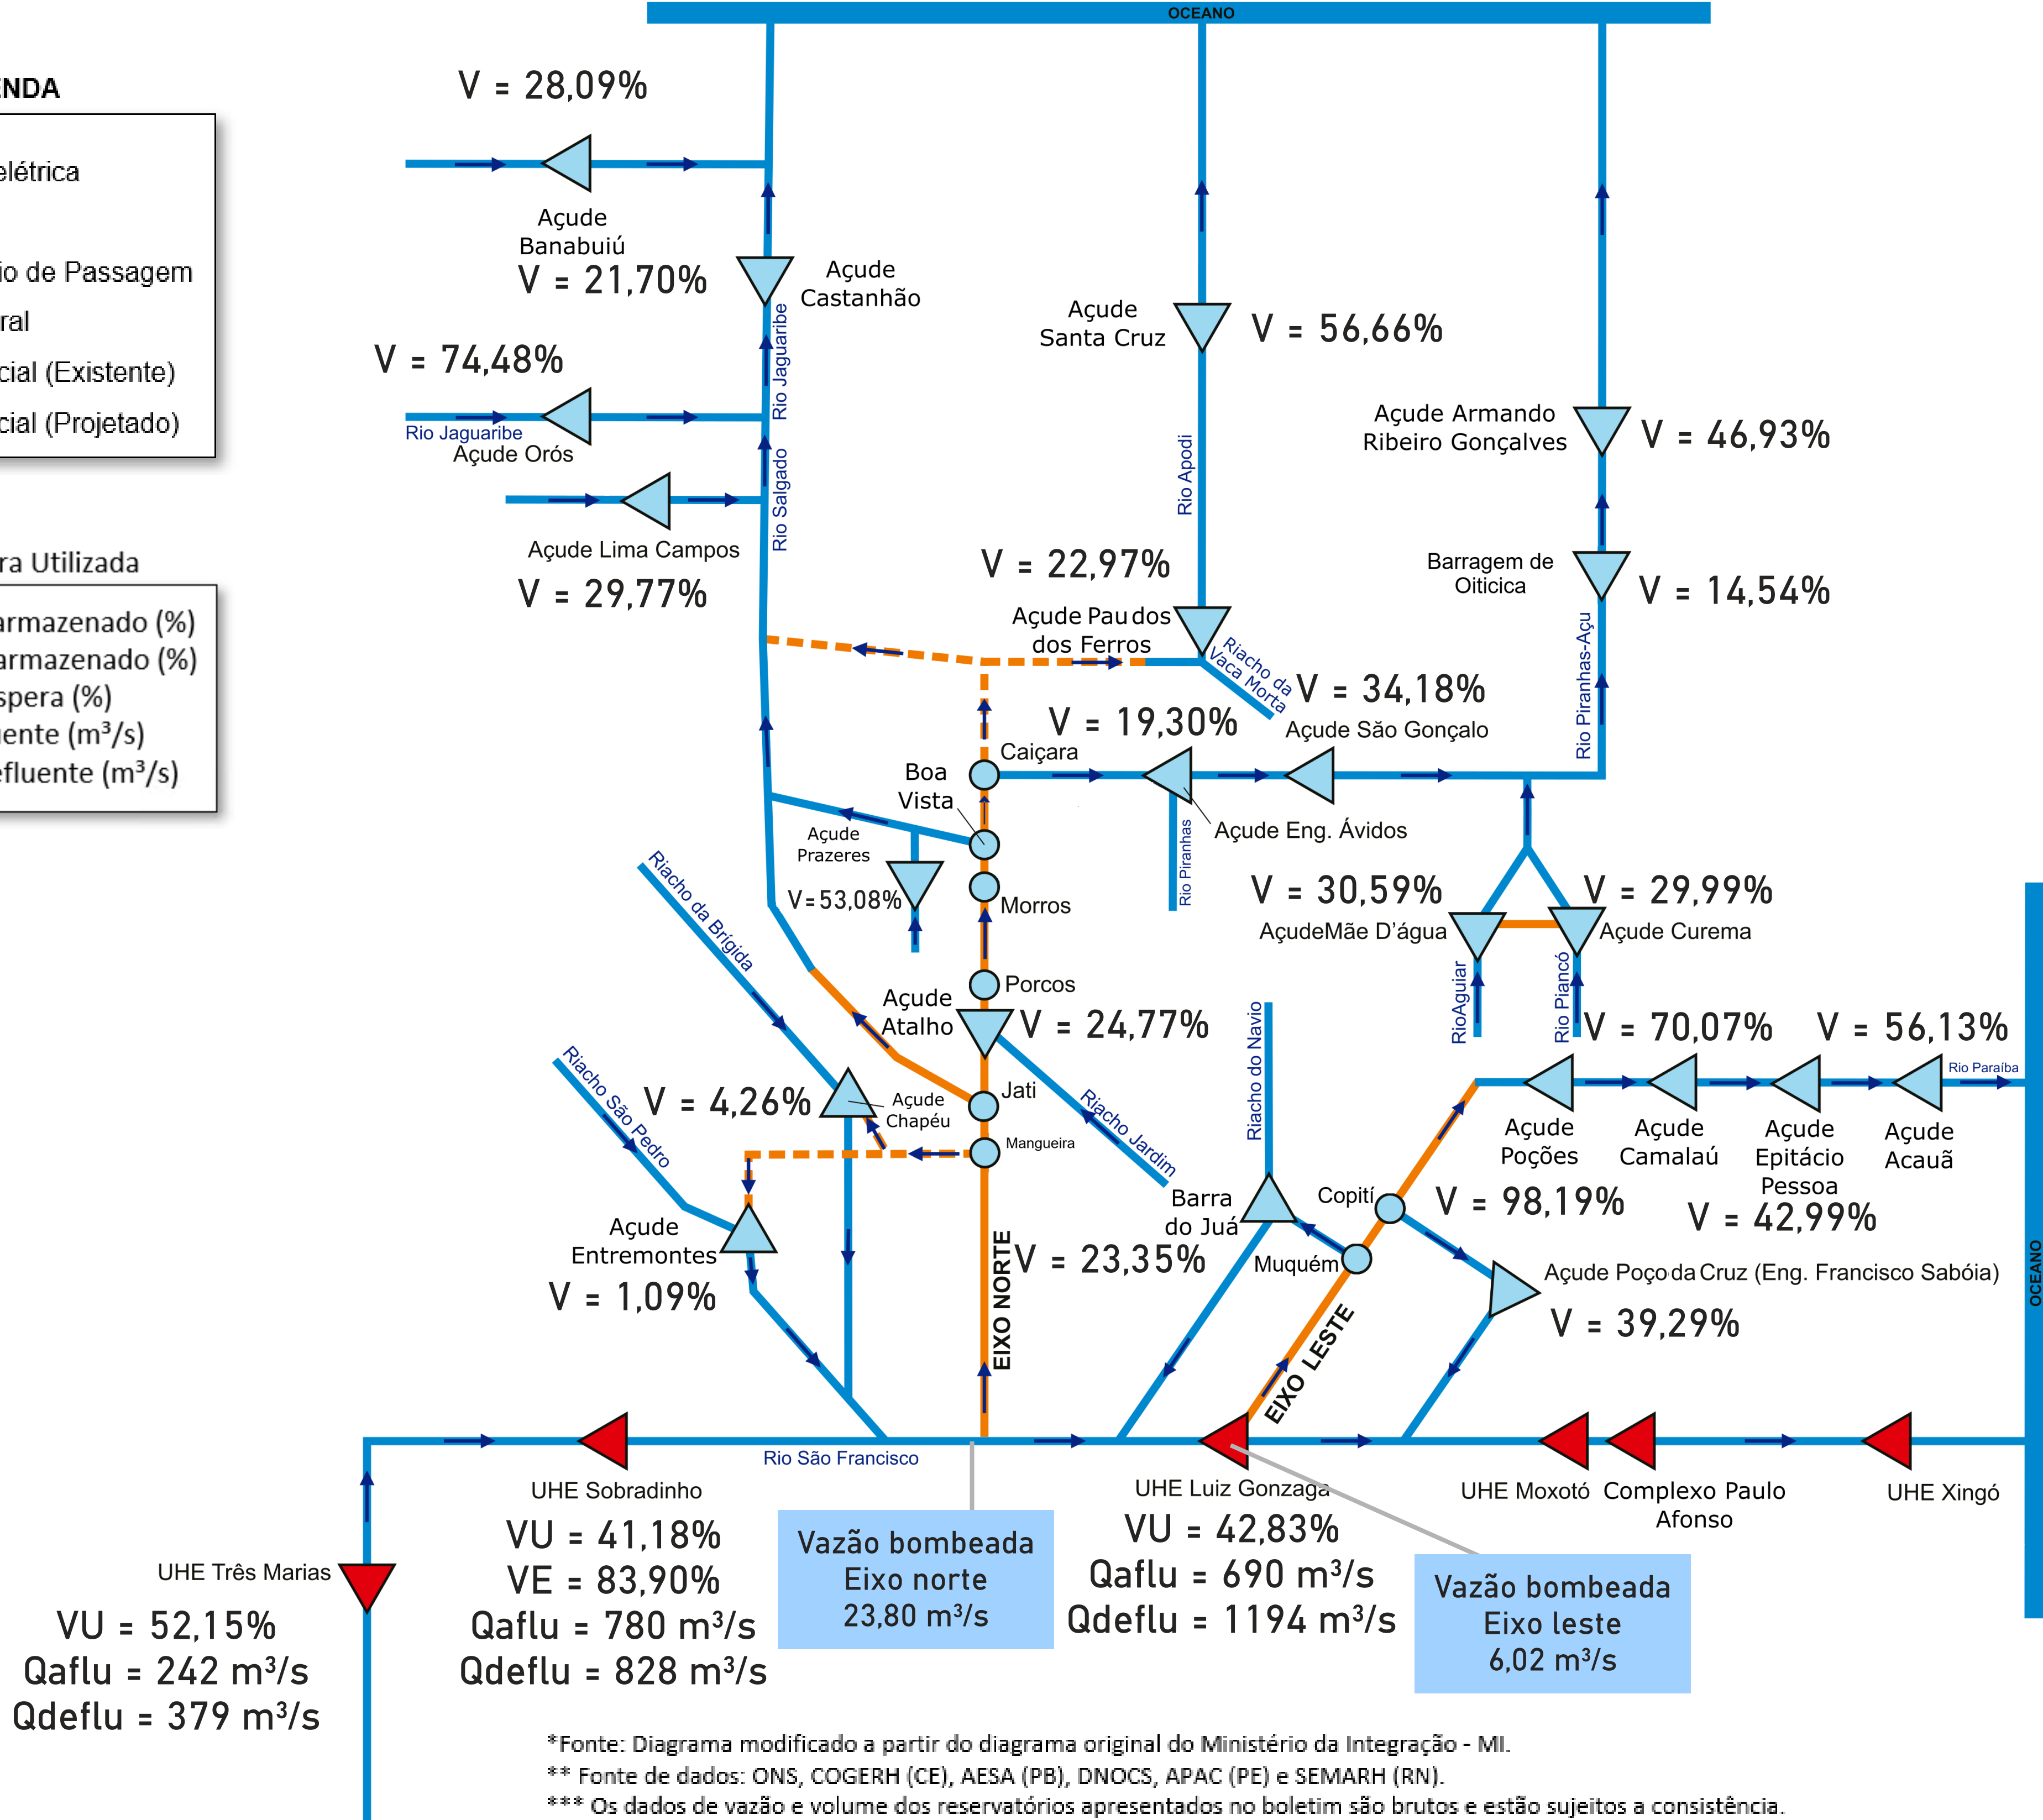 OCEANO
V = 28,09%
ENDA
elétrica
io de Passagem
ral
cial (Existente)
cial (Projetado)
Açude
Banabuiú
V = 21,70%
Açude
Castanhão
Rio Jaguaribe
Açude
Santa Cruz
V = 56,66%
V = 74,48%
Rio Jaguaribe
Açude Orós
Rio Salgado
Rio Apodi
Açude Armando
Ribeiro Gonçalves
V = 46,93%
Açude Lima Campos
V = 29,77%
ra Utilizada
armazenado (%)
armazenado (%)
spera (%)
uente (m³/s)
efluente (m³/s)
V = 22,97%
Açude Pau dos
dos Ferros
Riacho da
Vaca Morta
Barragem de
Oiticica
V = 14,54%
Rio Piranhas-Açu
V = 34,18%
Açude São Gonçalo
V = 19,30%
Caiçara
Boa
Vista
Açude Eng. Ávidos
Rio Piranhas
Açude
Prazeres
V= 53,08%
Morros
Riacho da Brígida
V = 30,59%
AçudeMãe D'água
V = 29,99%
Açude Curema
RioAguiar
Rio Piancó
Porcos
Açude
Atalho
V = 24,77%
Riacho do Navio
V = 70,07%
V = 56,13%
Rio Paraíba
Riacho São Pedro
V = 4,26%
Açude
Chapéu
Jati
Mangueira
Riacho Jardim
Açude
Poções
Açude
Camalaú
Açude
Epitácio
Pessoa
Açude
Acauã
V = 98,19%
V = 42,99%
Barra
do Juá
Copití
Muquém
V = 23,35%
Açude
Entremontes
V = 1,09%
EIXO NORTE
EIXO LESTE
Açude Poço da Cruz (Eng. Francisco Sabóia)
V = 39,29%
OCEANO
Rio São Francisco
UHE Sobradinho
VU = 41,18%
VE = 83,90%
Qaflu = 780 m³/s
Qdeflu = 828 m³/s
Vazão bombeada
Eixo norte
23,80 m³/s
UHE Luiz Gonzaga
VU = 42,83%
Qaflu = 690 m³/s
Qdeflu = 1194 m³/s
Vazão bombeada
Eixo leste
6,02 m³/s
UHE Moxotó
Complexo Paulo
Afonso
UHE Xingó
UHE Três Marias
VU = 52,15%
Qaflu = 242 m³/s
Qdeflu = 379 m³/s
*Fonte: Diagrama modificado a partir do diagrama original do Ministério da Integração - MI.
** Fonte de dados: ONS, COGERH (CE), AESA (PB), DNOCS, APAC (PE) e SEMARH (RN).
*** Os dados de vazão e volume dos reservatórios apresentados no boletim são brutos e estão sujeitos a consistência.